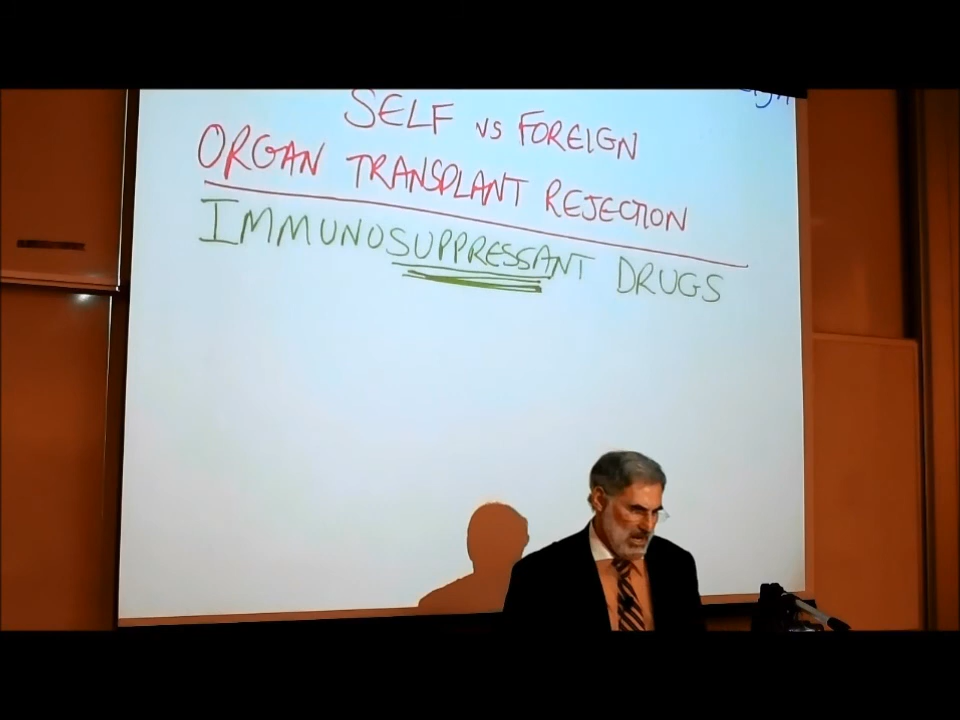 SELF vs FOREIGN
ORGAN TRANSPLANT REJECTION
IMMUNOSUPPRESSANT DRUGS